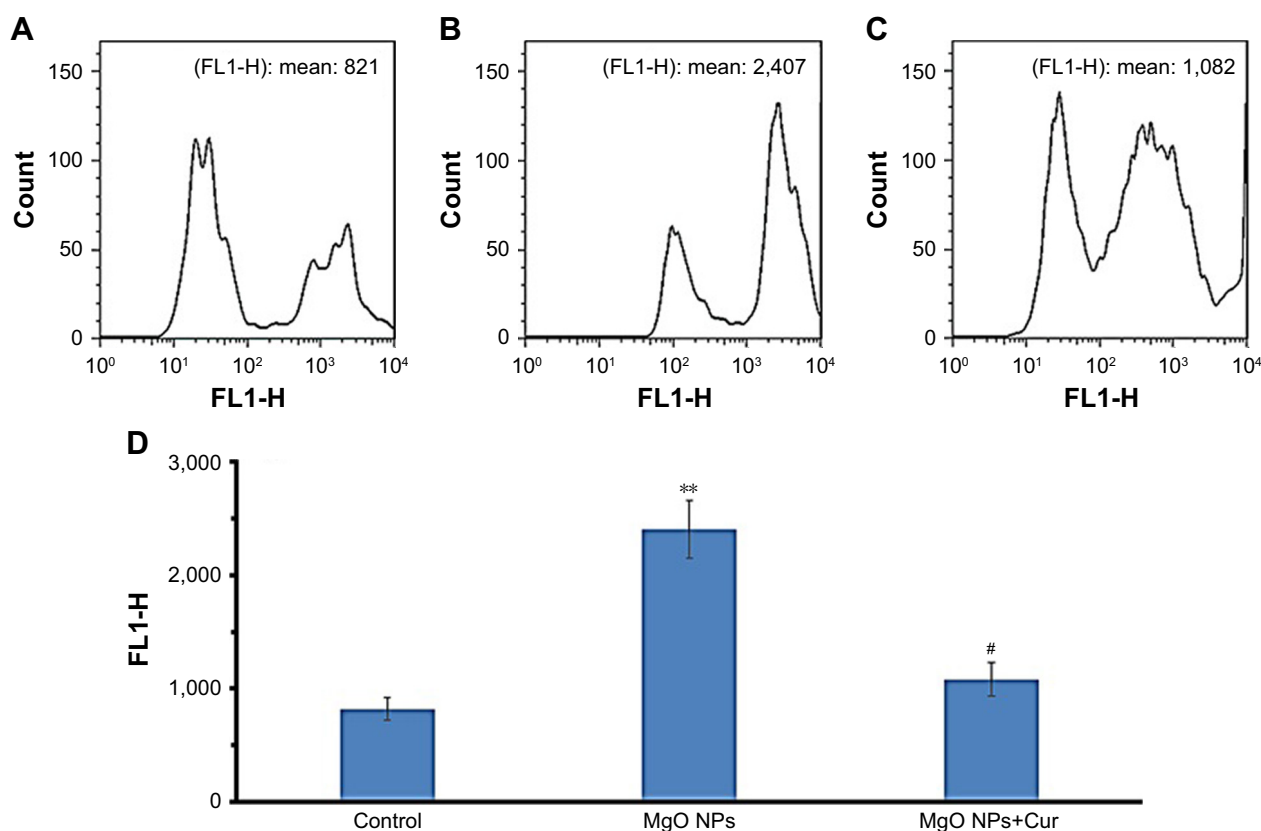 A
(FL1-H): mean: 821
150
100
50
0
Count
10⁰ 10¹ 10² 10³ 10⁴
FL1-H
B
(FL1-H): mean: 2,407
150
100
50
0
Count
10⁰ 10¹ 10² 10³ 10⁴
FL1-H
C
(FL1-H): mean: 1,082
150
100
50
0
Count
10⁰ 10¹ 10² 10³ 10⁴
FL1-H
D
3,000
2,000
1,000
0
FL1-H
**
#
Control MgO NPs MgO NPs+Cur